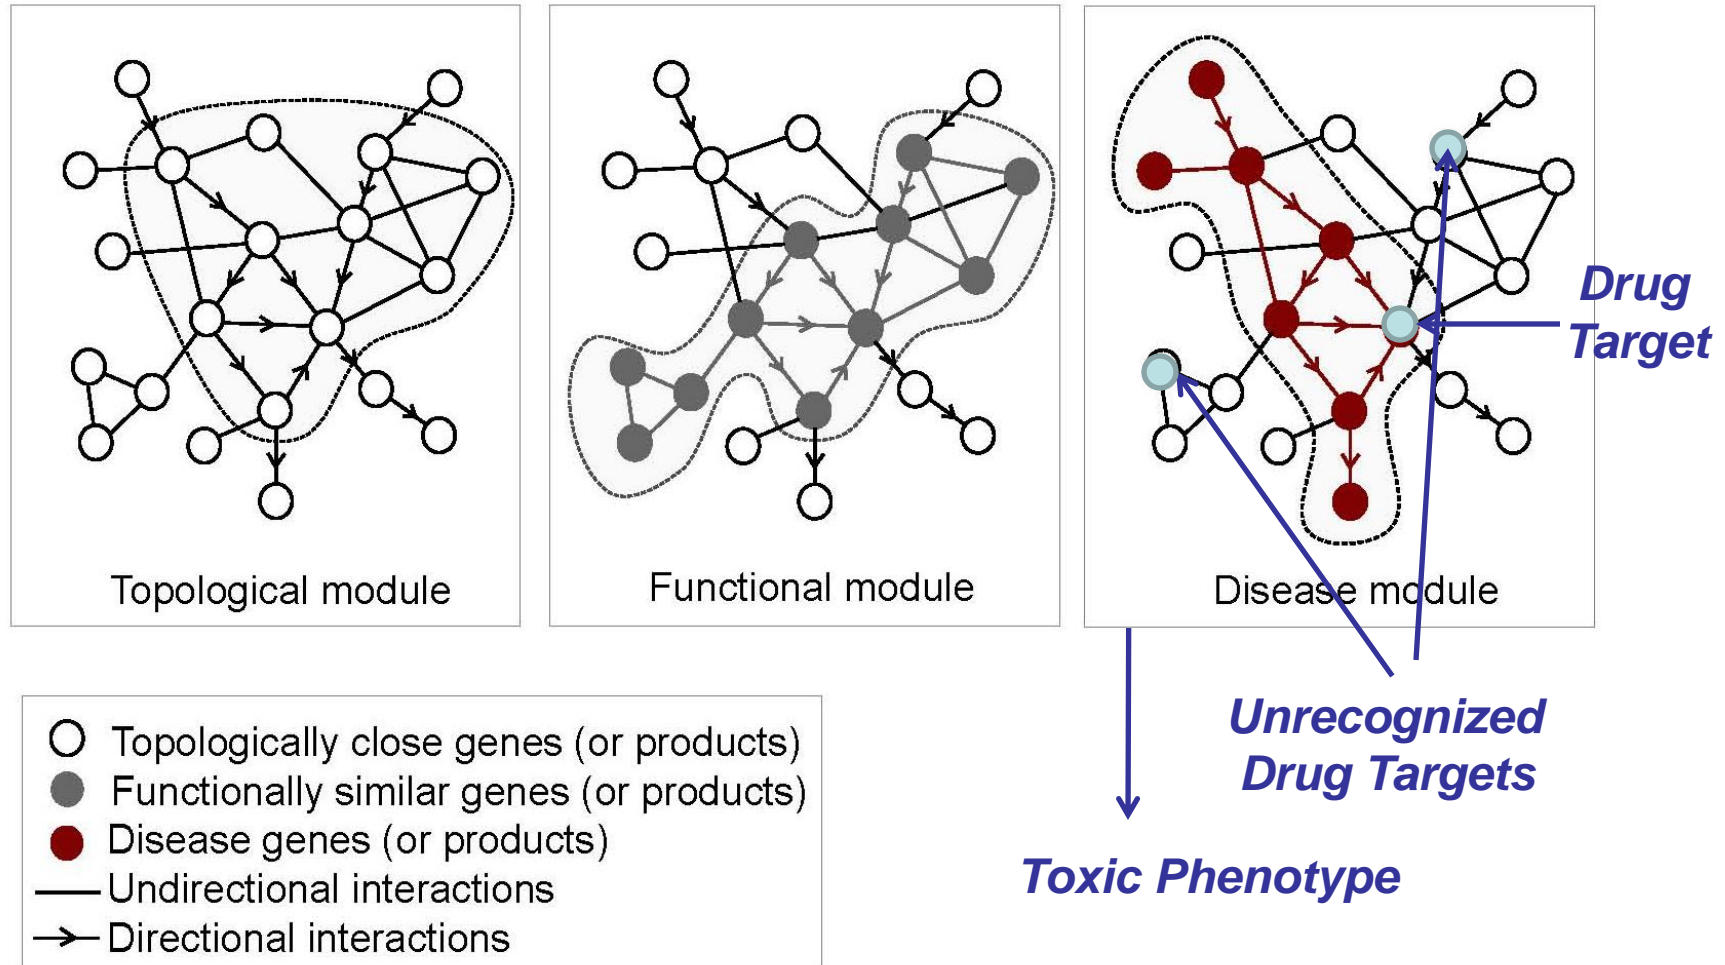 Topological module
Functional module
Disease module
Drug
Target
Topologically close genes (or products)
Functionally similar genes (or products)
Disease genes (or products)
Undirectional interactions
Directional interactions
Unrecognized
Drug Targets
Toxic Phenotype